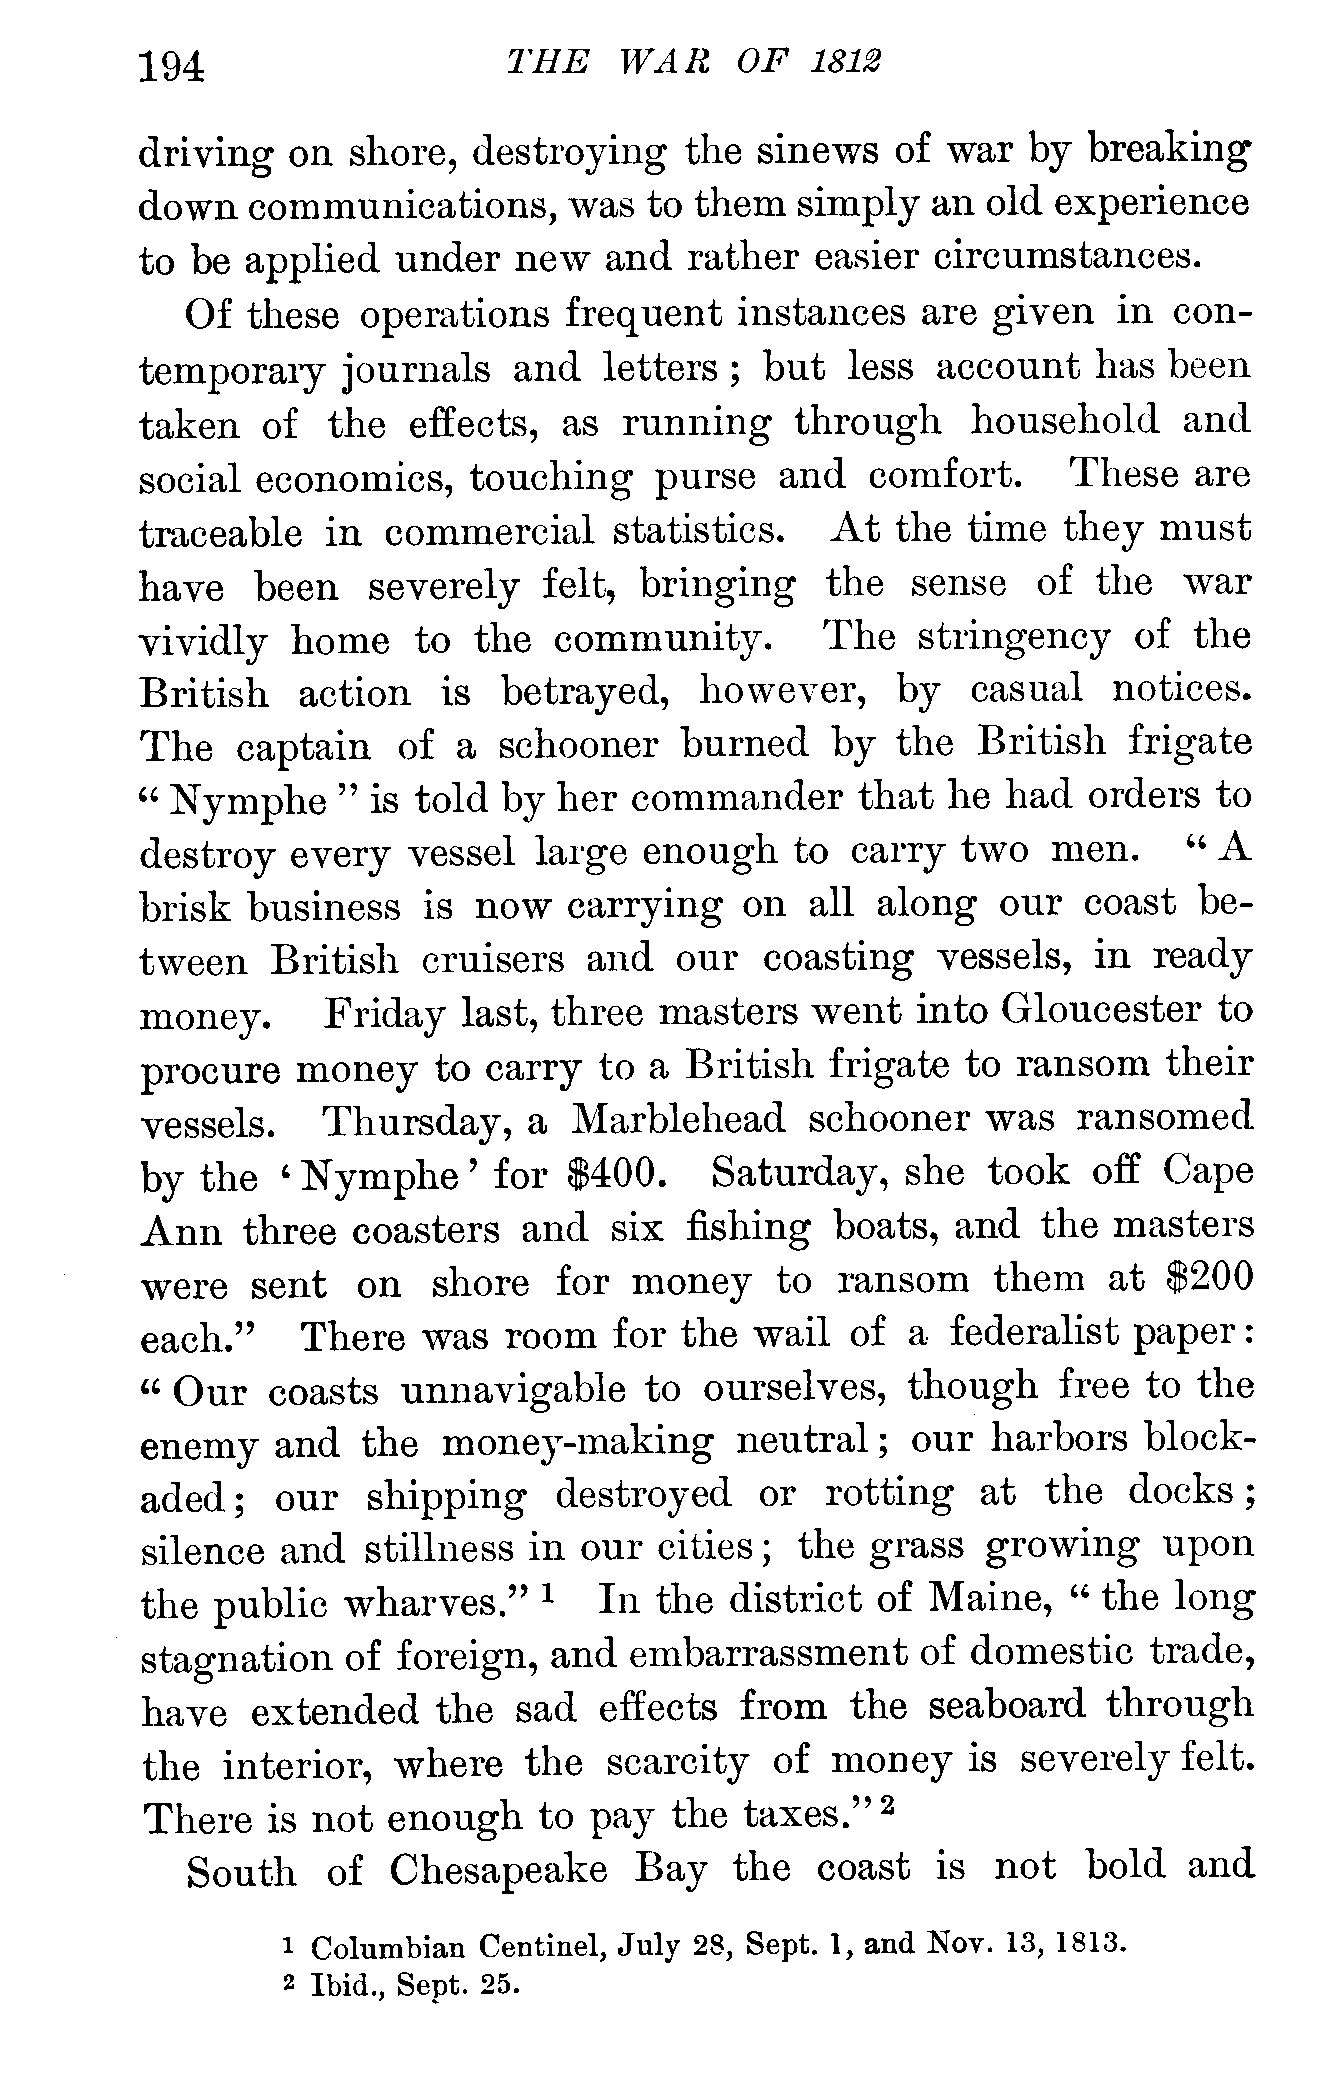 194 THE WAR OF 1812
driving on shore, destroying the sinews of war by breaking
down communications, was to them simply an old experience
to be applied under new and rather easier circumstances.
Of these operations frequent instances are given in con-
temporary journals and letters ; but less account has been
taken of the effects, as running through household and
social economics, touching purse and comfort. These are
traceable in commercial statistics. At the time they must
have been severely felt, bringing the sense of the war
vividly home to the community. The stringency of the
British action is betrayed, however, by casual notices.
The captain of a schooner burned by the British frigate
“ Nymphe ” is told by her commander that he had orders to
destroy every vessel large enough to carry two men. “ A
brisk business is now carrying on all along our coast be-
tween British cruisers and our coasting vessels, in ready
money. Friday last, three masters went into Gloucester to
procure money to carry to a British frigate to ransom their
vessels. Thursday, a Marblehead schooner was ransomed
by the ‘ Nymphe ’ for $400. Saturday, she took off Cape
Ann three coasters and six fishing boats, and the masters
were sent on shore for money to ransom them at $200
each.” There was room for the wail of a federalist paper :
“ Our coasts unnavigable to ourselves, though free to the
enemy and the money-making neutral ; our harbors block-
aded ; our shipping destroyed or rotting at the docks ;
silence and stillness in our cities ; the grass growing upon
the public wharves.” 1 In the district of Maine, “ the long
stagnation of foreign, and embarrassment of domestic trade,
have extended the sad effects from the seaboard through
the interior, where the scarcity of money is severely felt.
There is not enough to pay the taxes.” 2
South of Chesapeake Bay the coast is not bold and
1 Columbian Centinel, July 28, Sept. 1, and Nov. 13, 1813.
2 Ibid., Sept. 25.